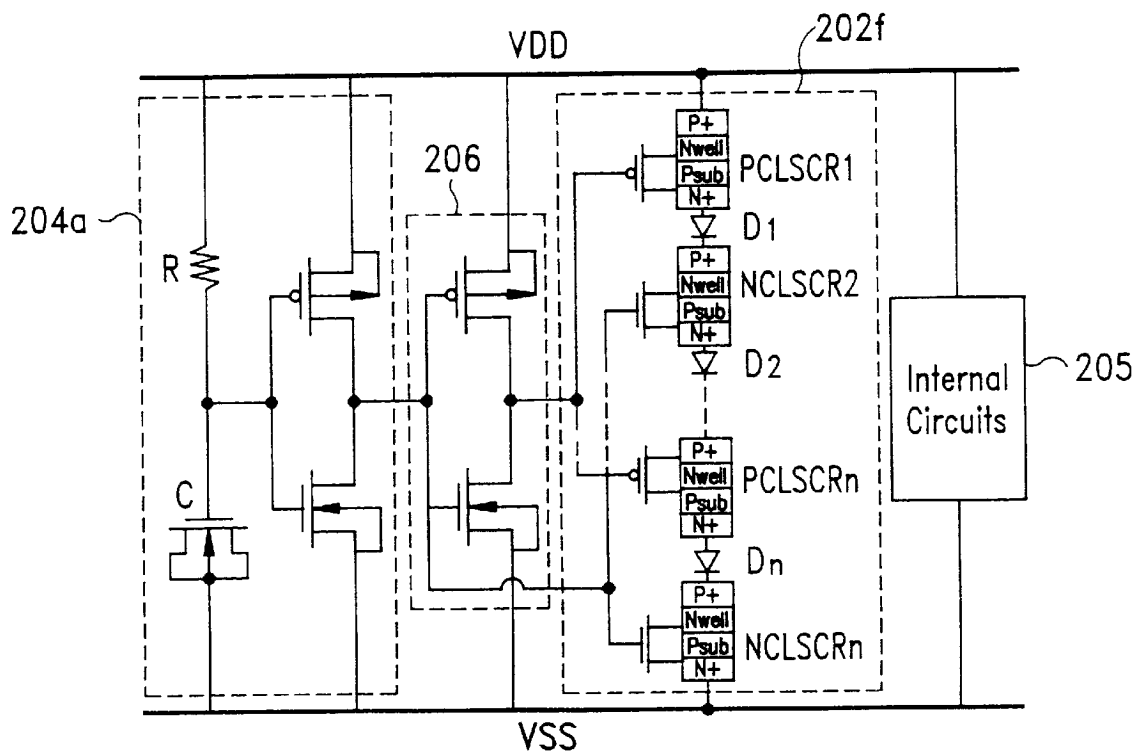 202f
VDD
P+
Nwell
Psub
N+
PCLSCR1
206
204a
D1
R
P+
Nwell
Psub
N+
NCLSCR2
D2
205
Internal
Circuits
P+
Nwell
Psub
N+
PCLSCRn
C
Dn
P+
Nwell
Psub
N+
NCLSCRn
VSS